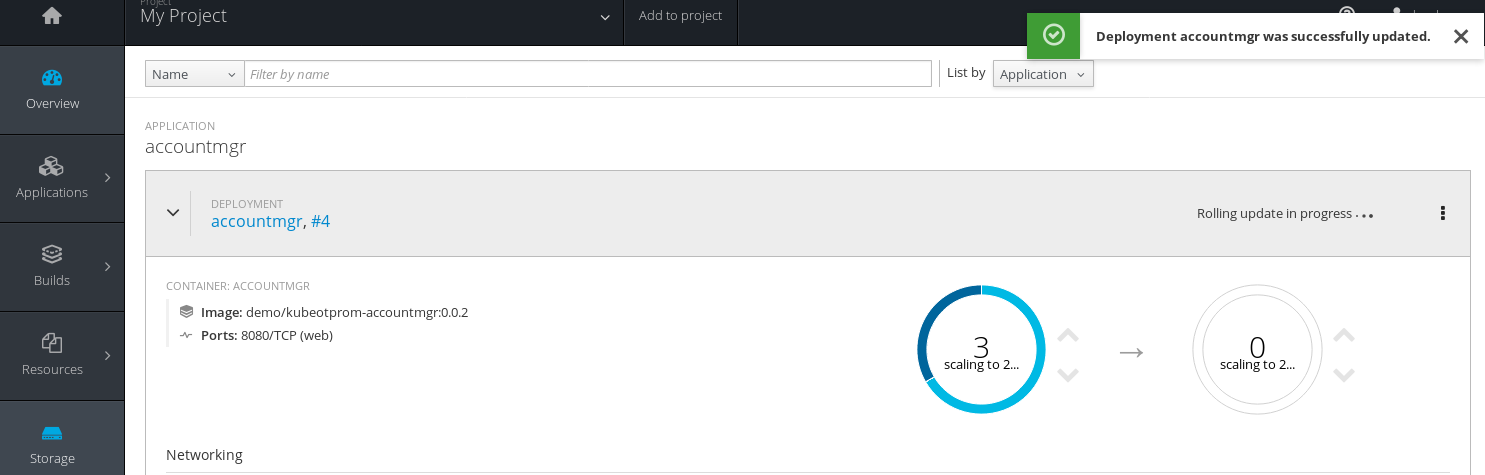 Project
My Project
Add to project
Deployment accountmgr was successfully updated.
Name
Filter by name
List by
Application
Overview
Applications
Builds
Resources
Storage
APPLICATION
accountmgr
DEPLOYMENT
accountmgr, #4
Rolling update in progress ...
CONTAINER: ACCOUNTMGR
Image: demo/kubeotprom-accountmgr:0.0.2
Ports: 8080/TCP (web)
3
scaling to 2...
→
0
scaling to 2...
Networking